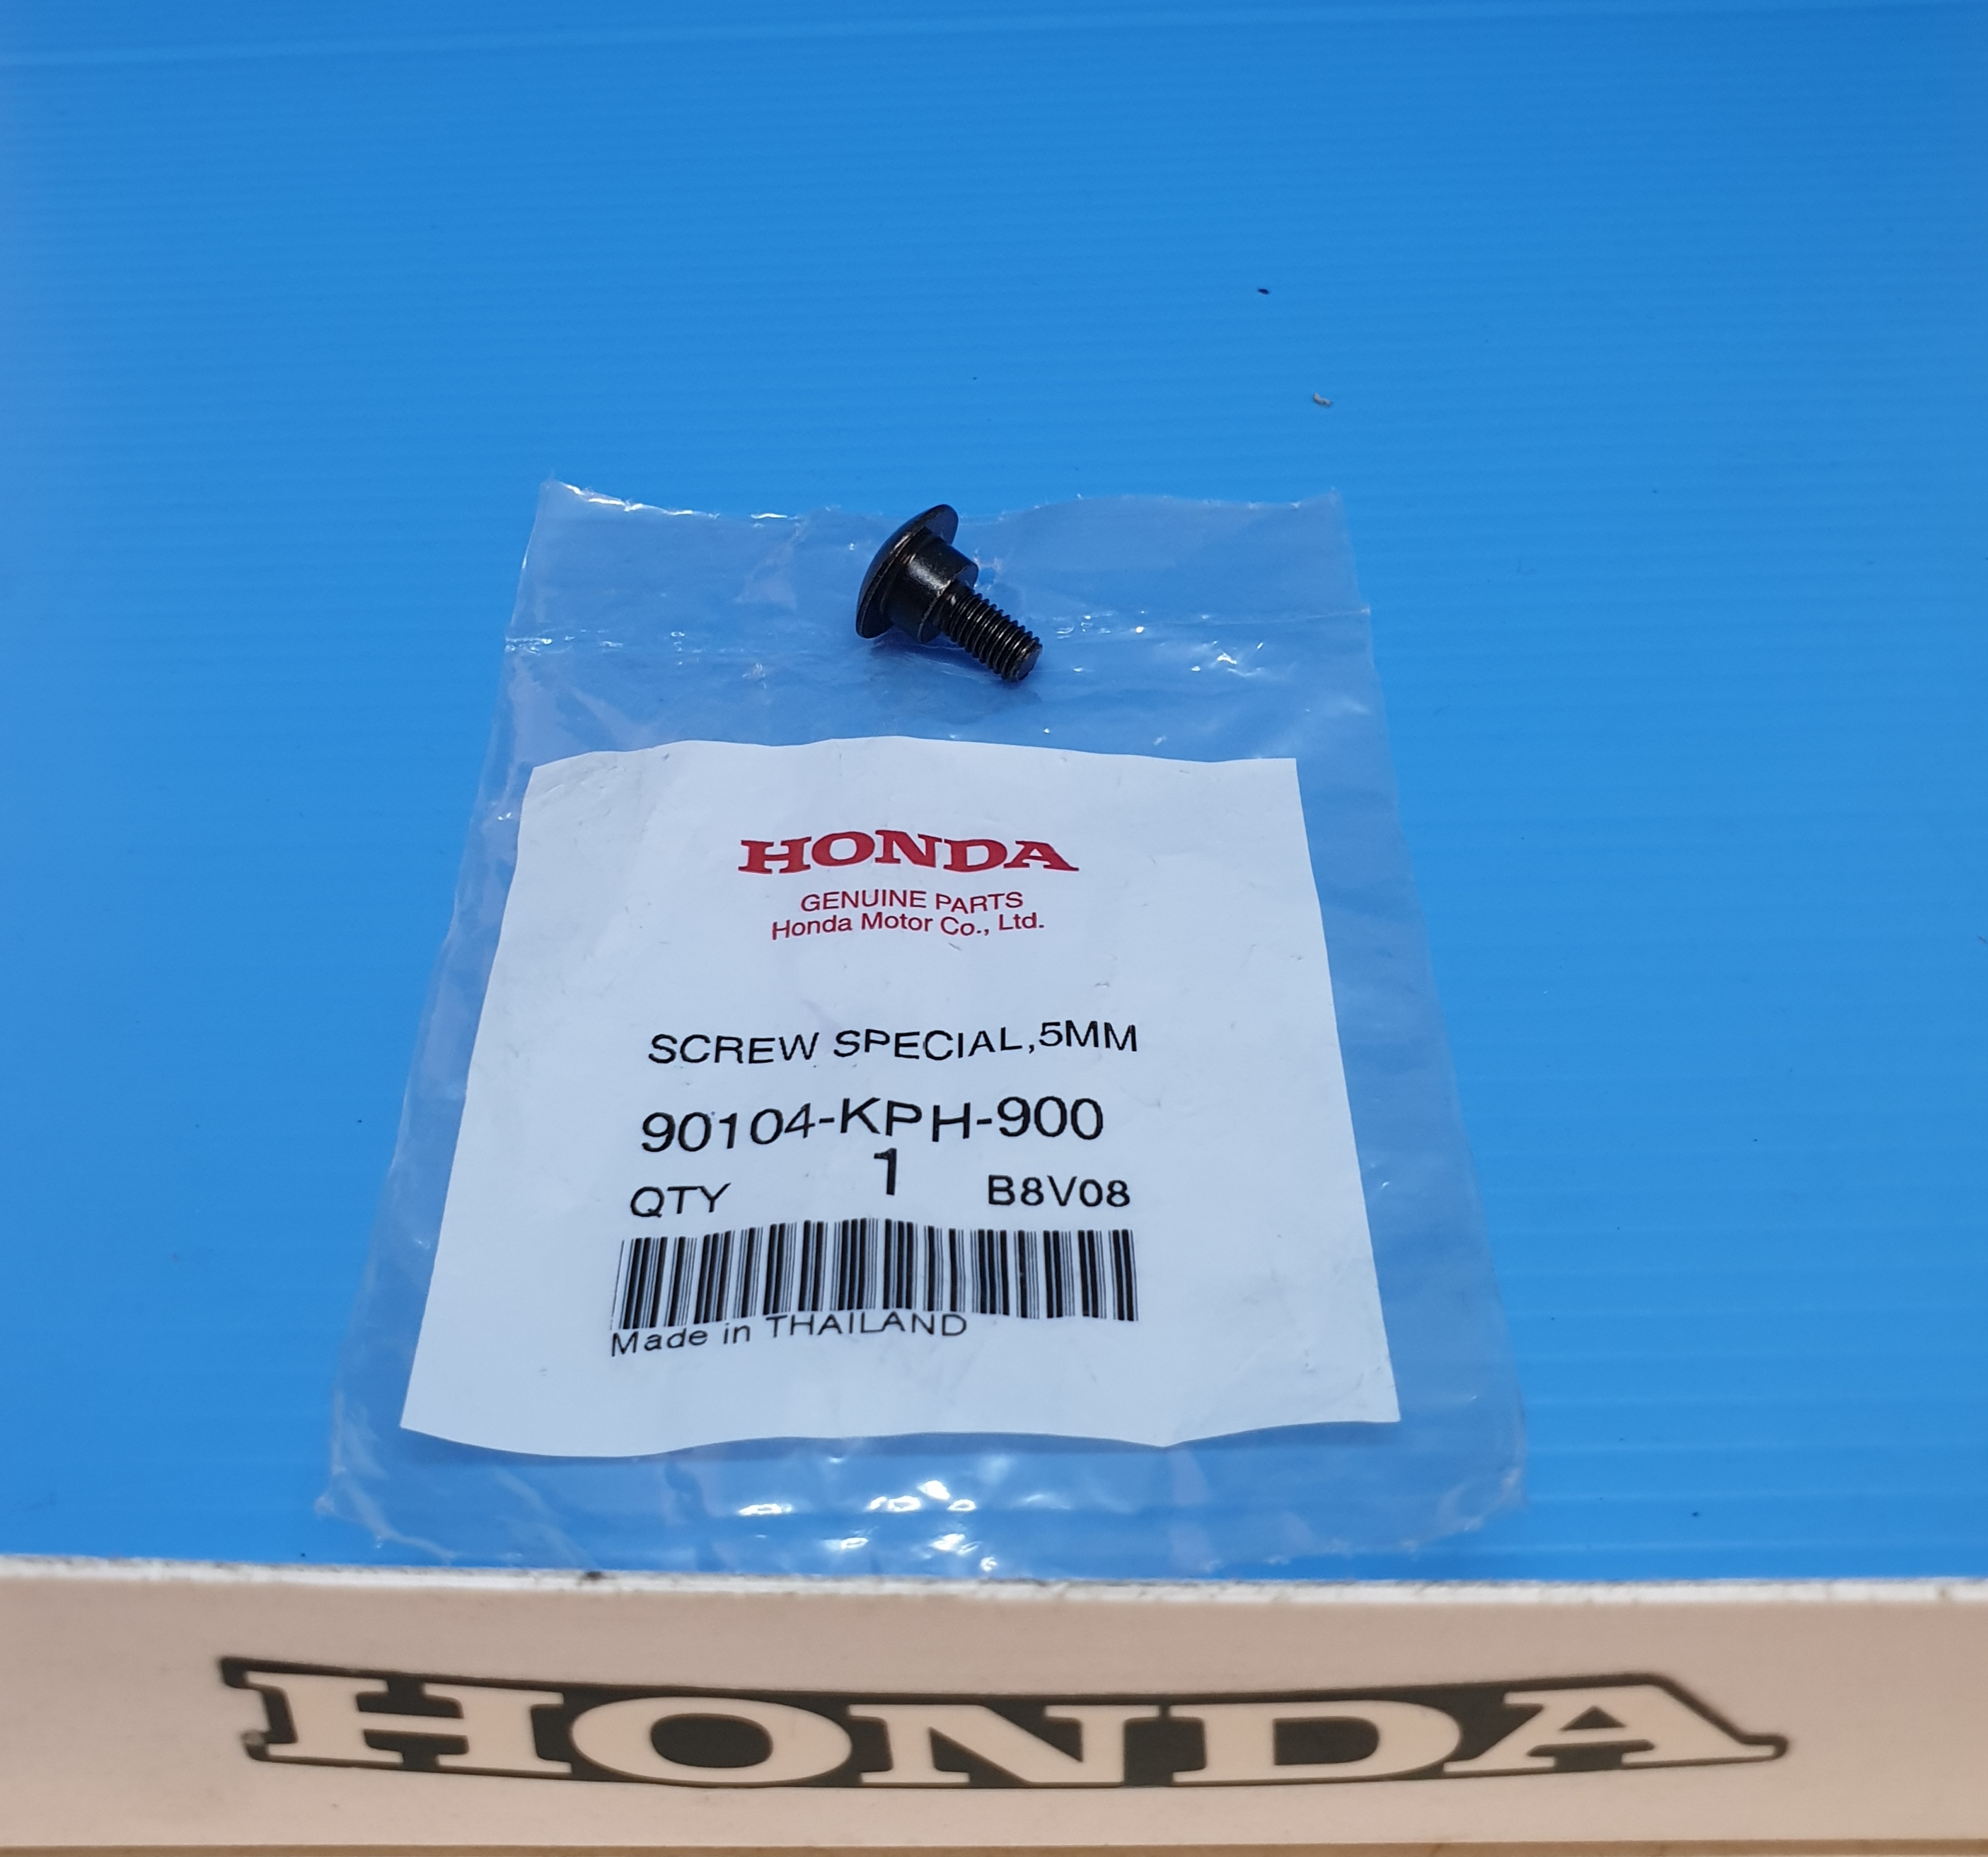 HONDA
GENUINE PARTS
Honda Motor Co., Ltd.
SCREW SPECIAL,5MM
90104-KPH-900
QTY 1 B8V08
Made in THAILAND
HONDA